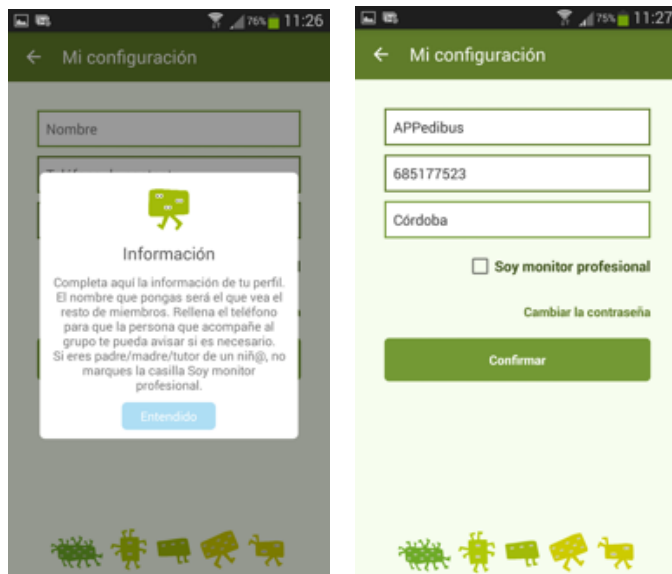 76% 11:26
Mi configuración
Nombre
Información
Completa aquí la información de tu perfil.
El nombre que pongas será el que vea el
resto de miembros. Rellena el teléfono
para que la persona que acompañe al
grupo te pueda avisar si es necesario.
Si eres padre/madre/tutor de un niñ@, no
marques la casilla Soy monitor
profesional.
Entendido
75% 11:27
Mi configuración
APPedibus
685177523
Córdoba
Soy monitor profesional
Cambiar la contraseña
Confirmar